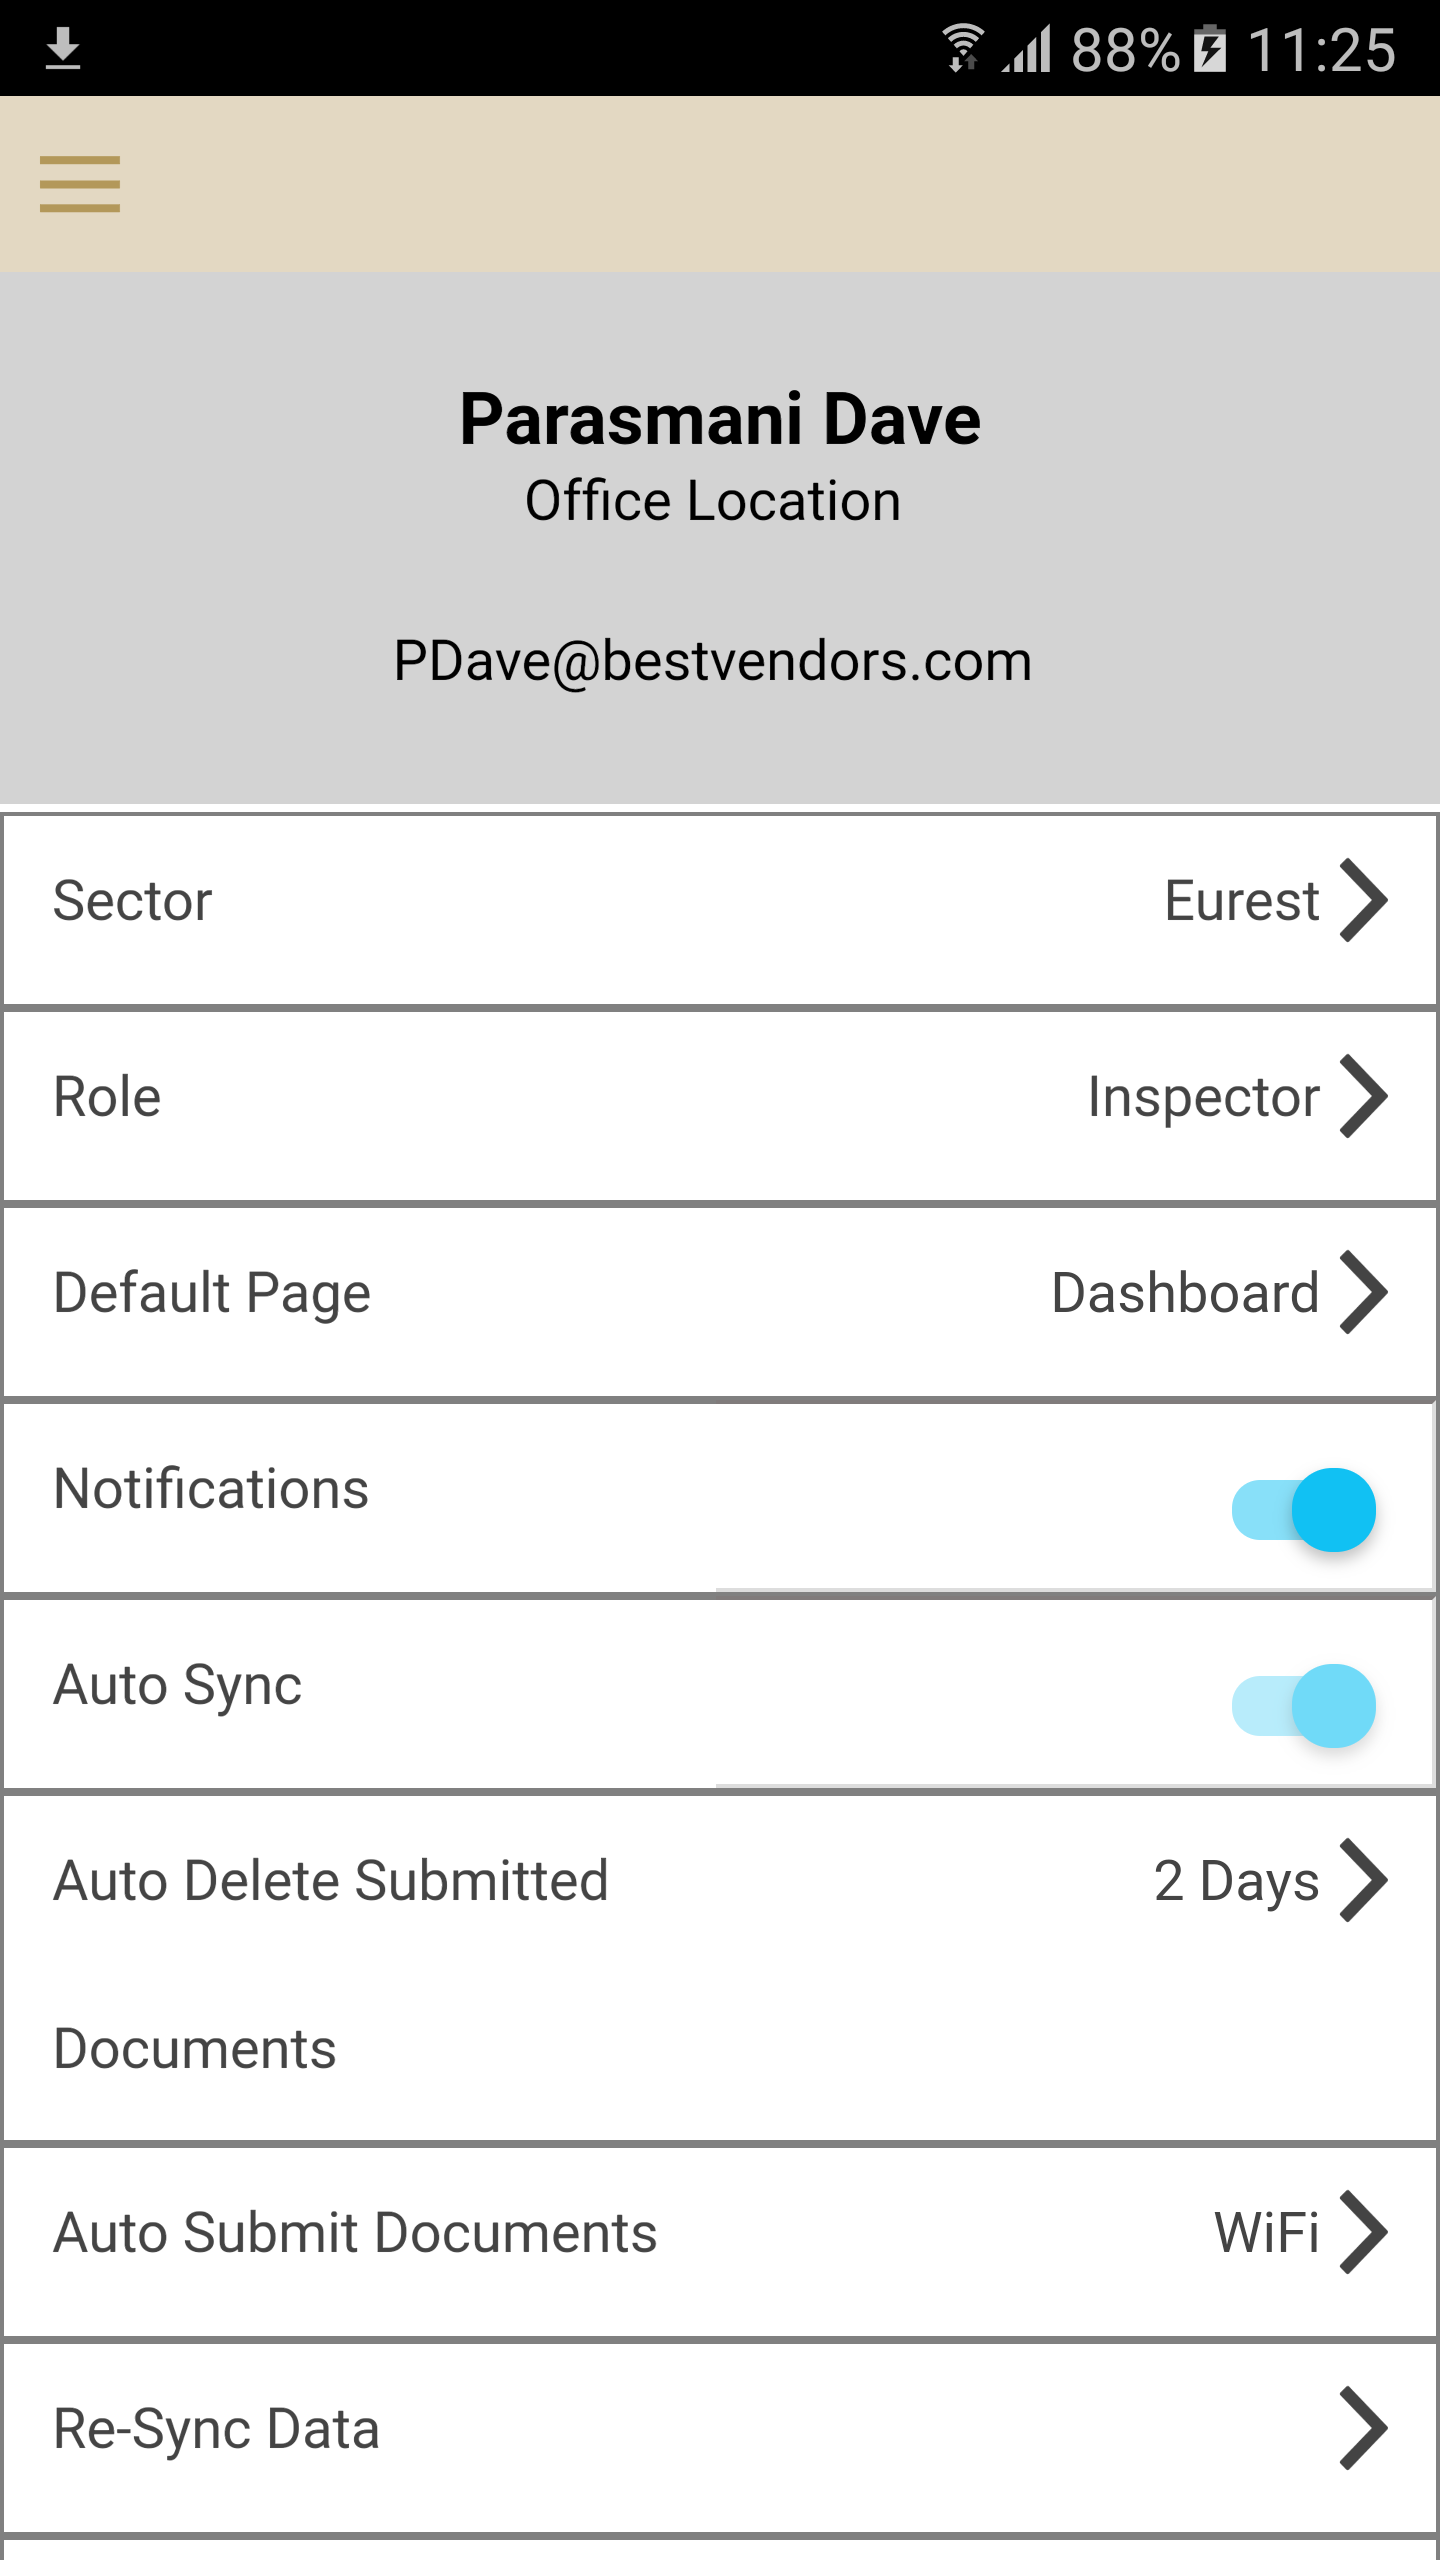 88% 11:25
Parasmani Dave
Office Location
PDave@bestvendors.com
Sector Eurest
Role Inspector
Default Page Dashboard
Notifications
Auto Sync
Auto Delete Submitted 2 Days
Documents
Auto Submit Documents WiFi
Re-Sync Data